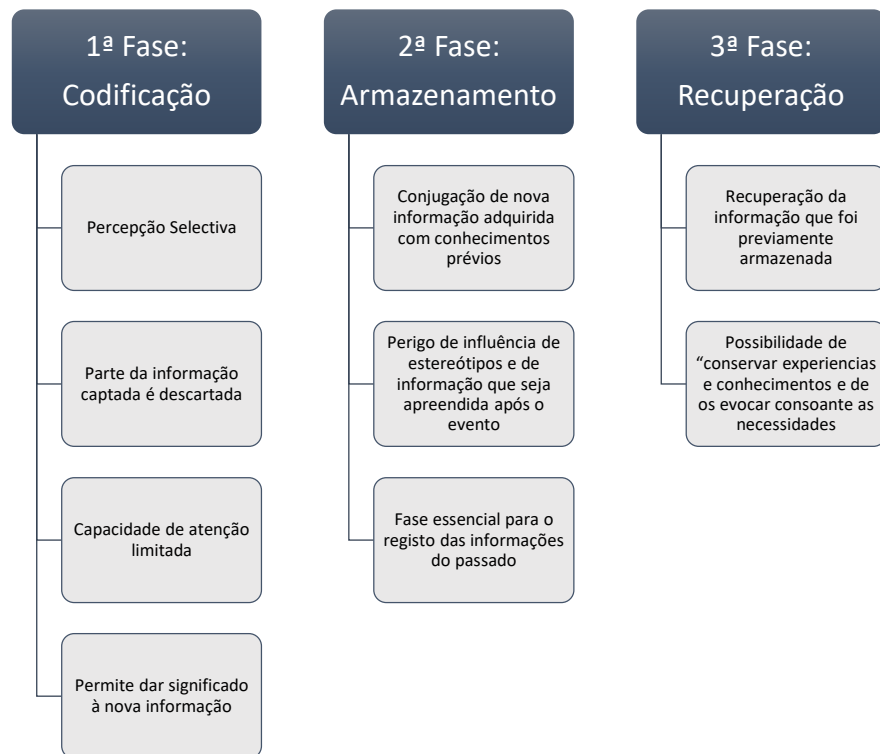 1ª Fase:
Codificação
Percepção Selectiva
Parte da informação
captada é descartada
Capacidade de atenção
limitada
Permite dar significado
à nova informação
2ª Fase:
Armazenamento
Conjugação de nova
informação adquirida
com conhecimentos
prévios
Perigo de influência de
estereótipos e de
informação que seja
apreendida após o
evento
Fase essencial para o
registo das informações
do passado
3ª Fase:
Recuperação
Recuperação da
informação que foi
previamente
armazenada
Possibilidade de
“conservar experiencias
e conhecimentos e de
os evocar consoante as
necessidades